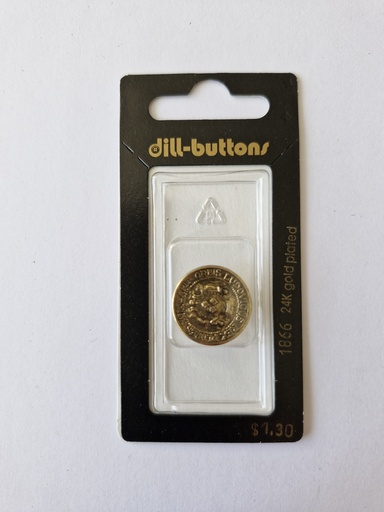 dill-buttons
1866 24K gold plated
$1.30